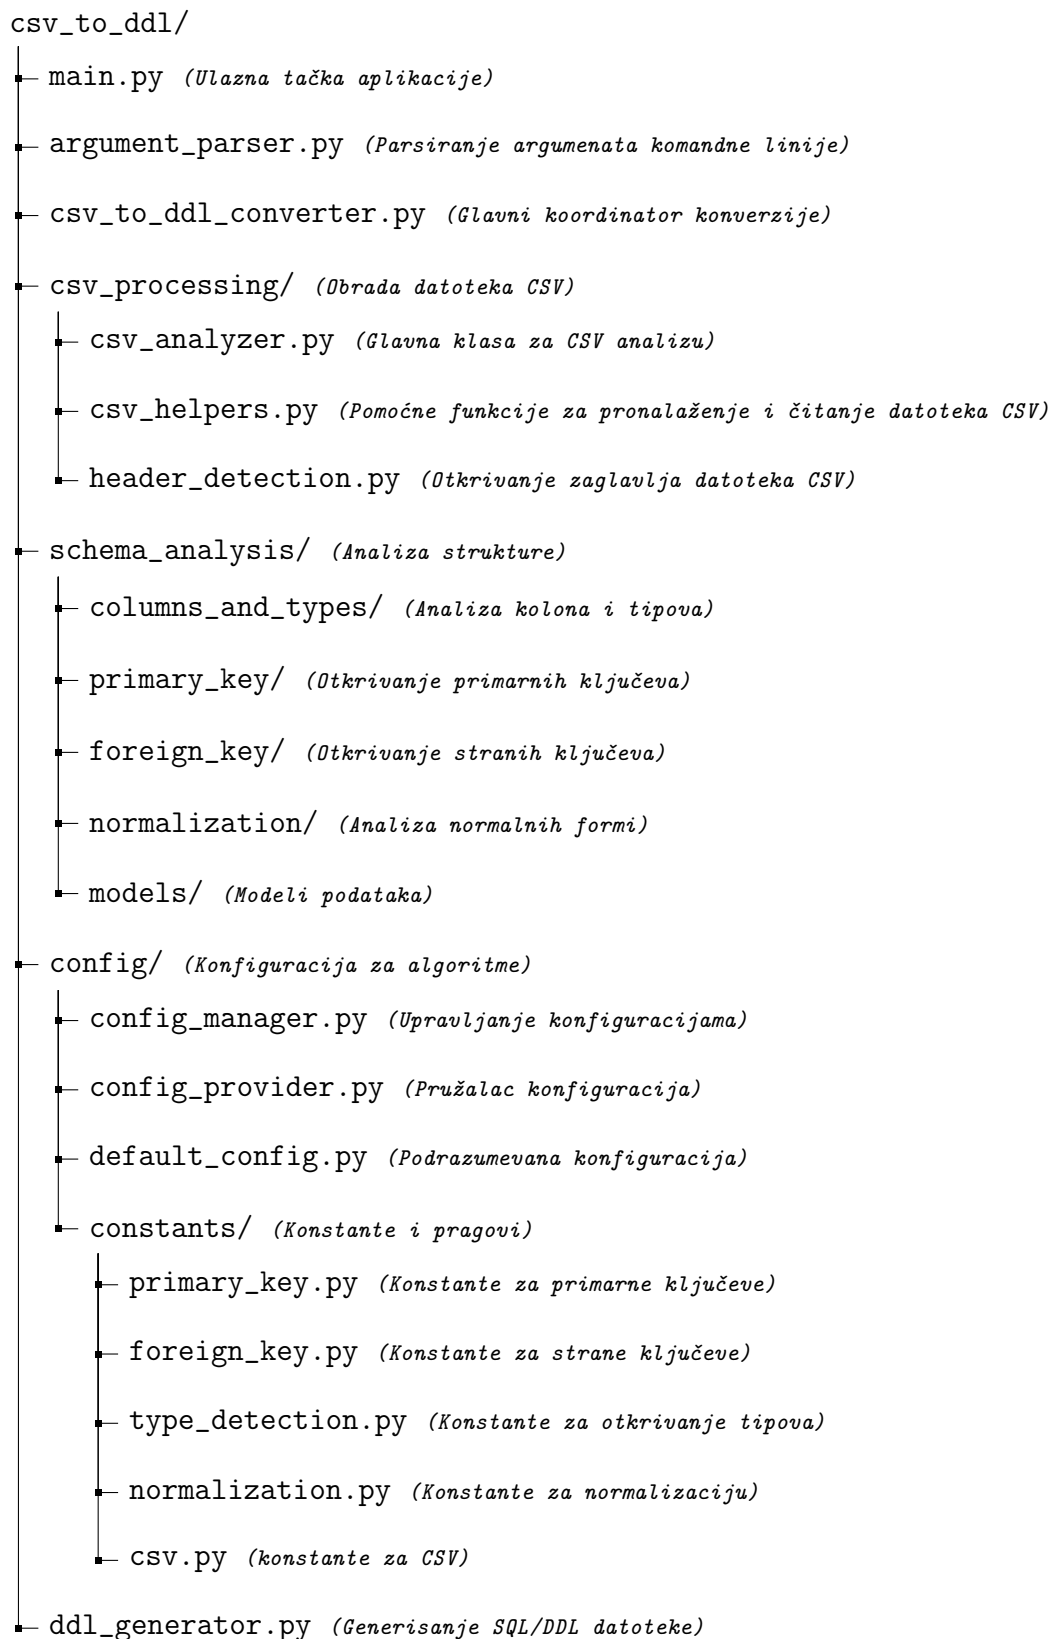 csv_to_ddl/
main.py (Ulazna tačka aplikacije)
argument_parser.py (Parsiranje argumenata komandne linije)
csv_to_ddl_converter.py (Glavni koordinator konverzije)
csv_processing/ (Obrada datoteka CSV)
csv_analyzer.py (Glavna klasa za CSV analizu)
csv_helpers.py (Pomoćne funkcije za pronalaženje i čitanje datoteka CSV)
header_detection.py (Otkrivanje zaglavlja datoteka CSV)
schema_analysis/ (Analiza strukture)
columns_and_types/ (Analiza kolona i tipova)
primary_key/ (Otkrivanje primarnih ključeva)
foreign_key/ (Otkrivanje stranih ključeva)
normalization/ (Analiza normalnih formi)
models/ (Modeli podataka)
config/ (Konfiguracija za algoritme)
config_manager.py (Upravljanje konfiguracijama)
config_provider.py (Pružalac konfiguracija)
default_config.py (Podrazumevana konfiguracija)
constants/ (Konstante i pragovi)
primary_key.py (Konstante za primarne ključeve)
foreign_key.py (Konstante za strane ključeve)
type_detection.py (Konstante za otkrivanje tipova)
normalization.py (Konstante za normalizaciju)
csv.py (konstante za CSV)
ddl_generator.py (Generisanje SQL/DDL datoteke)